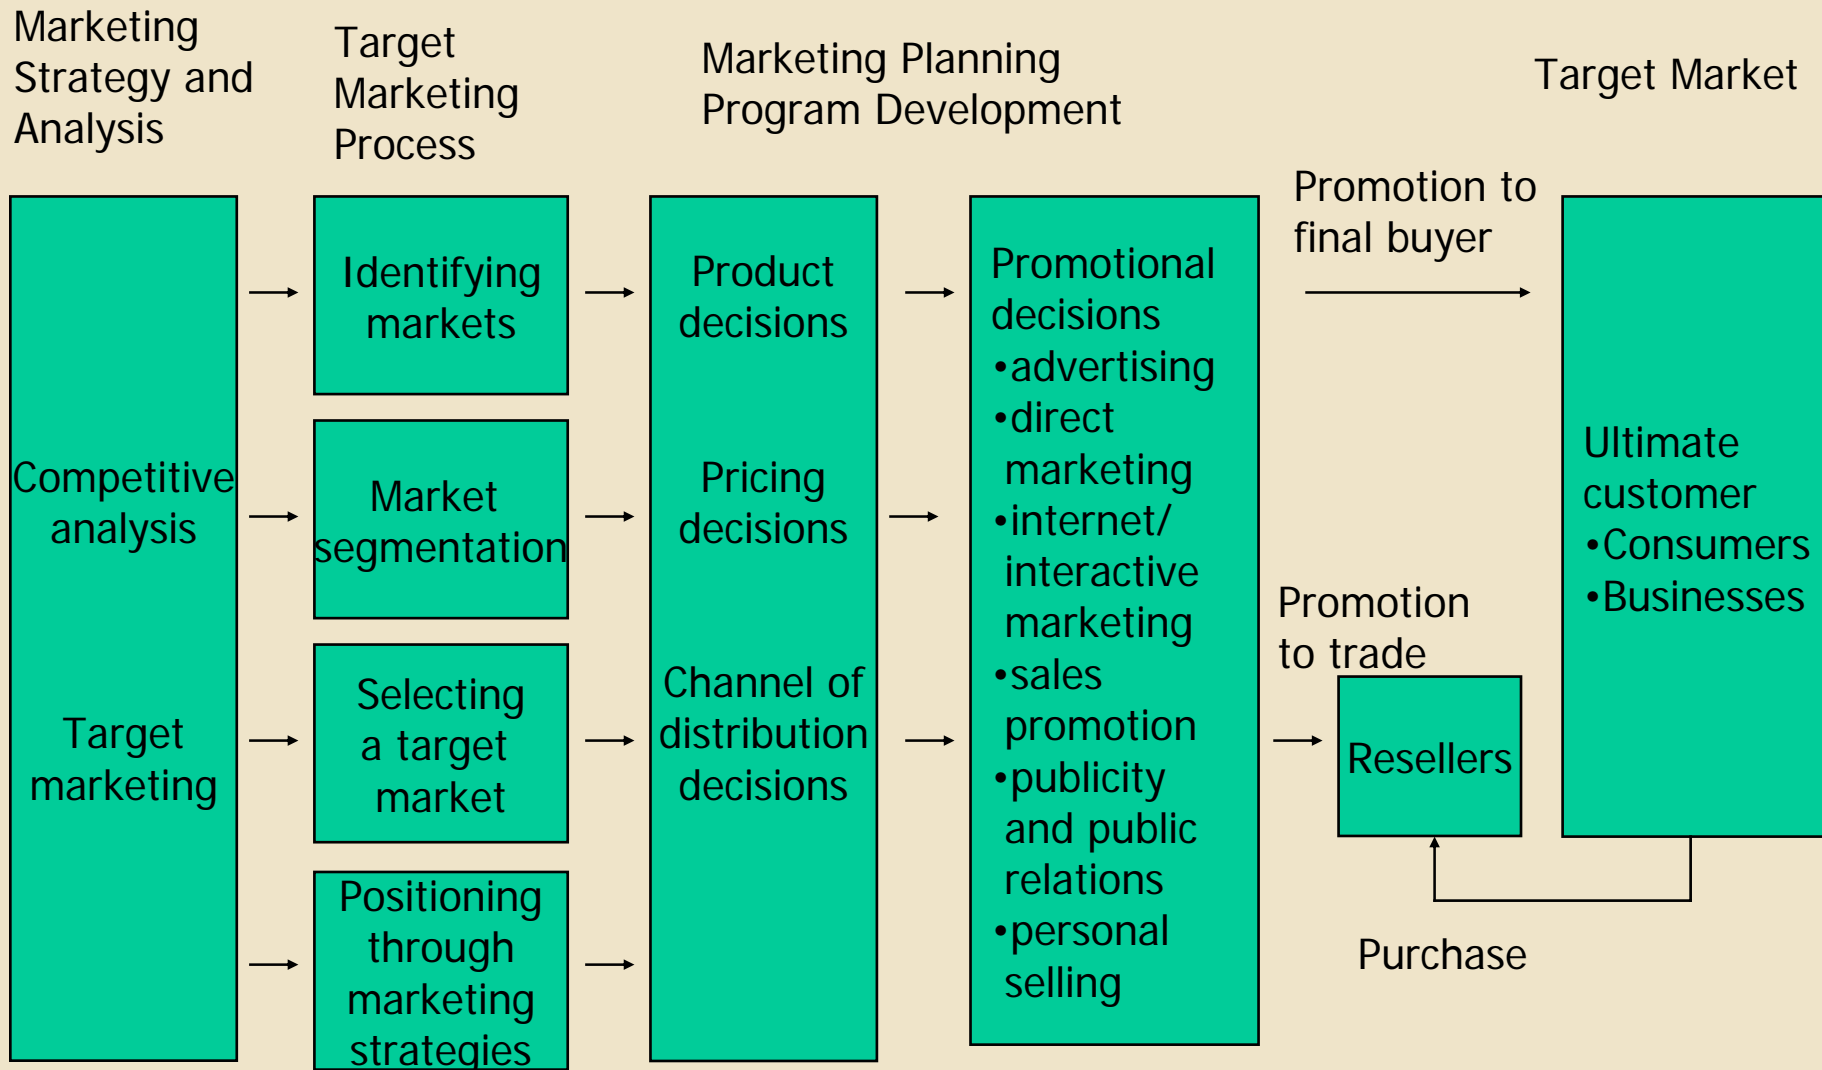 Marketing
Strategy and
Analysis
Target
Marketing
Process
Marketing Planning
Program Development
Target Market
Competitive
analysis
Target
marketing
Identifying
markets
Market
segmentation
Selecting
a target
market
Positioning
through
marketing
strategies
Product
decisions
Pricing
decisions
Channel of
distribution
decisions
Promotional
decisions
•advertising
•direct
marketing
•internet/
interactive
marketing
•sales
promotion
•publicity
and public
relations
•personal
selling
Promotion to
final buyer
Promotion
to trade
Resellers
Purchase
Ultimate
customer
•Consumers
•Businesses